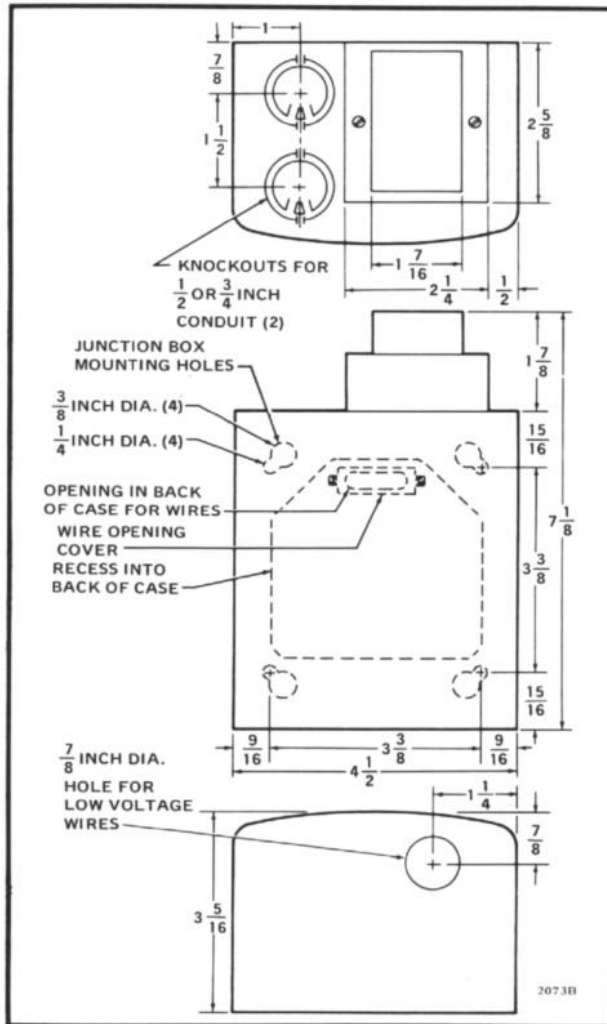 1
7/8
1 1/2
2 5/8
KNOCKOUTS FOR
1/2 OR 3/4 INCH
CONDUIT (2)
1 7/16
2 1/4
1/2
JUNCTION BOX
MOUNTING HOLES
3/8 INCH DIA. (4)
1/4 INCH DIA. (4)
OPENING IN BACK
OF CASE FOR WIRES
WIRE OPENING
COVER
RECESS INTO
BACK OF CASE
1 7/8
15/16
7 1/8
3 3/8
15/16
9/16
3 3/8
9/16
4 1/2
7/8 INCH DIA.
HOLE FOR
LOW VOLTAGE
WIRES
1 1/4
7/8
3 5/16
2073B